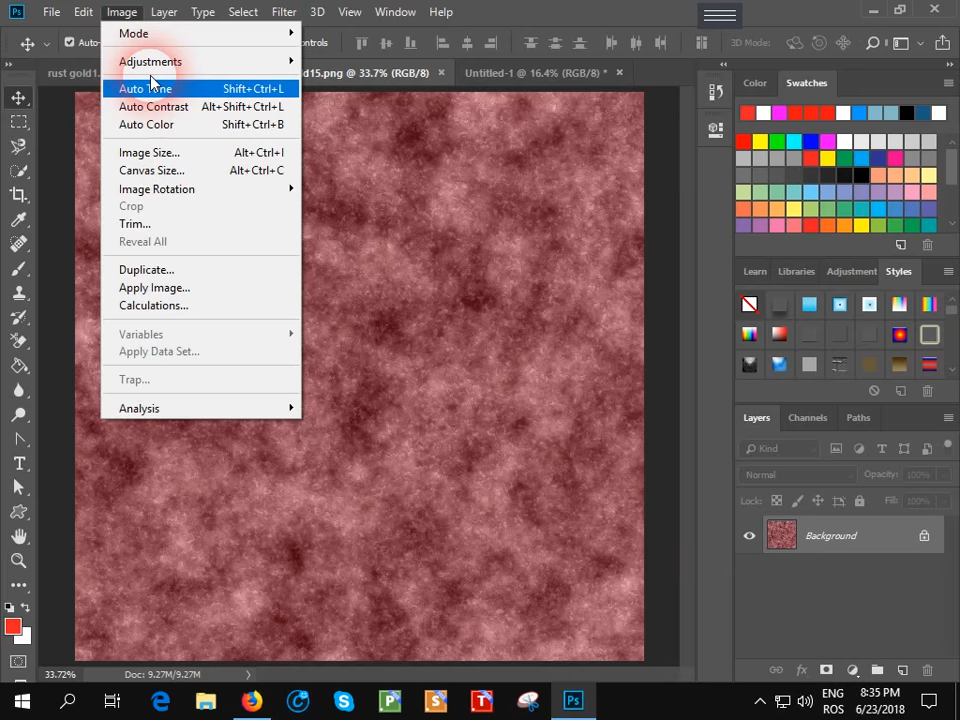 Ps File Edit Image Layer Type Select Filter 3D View Window Help
Auto-
ontrols
3D Mode:
rust gold1.
d15.png @ 33.7% (RGB/8) ×
Untitled-1 @ 16.4% (RGB/8) * ×
Mode
Adjustments
Auto Tone Shift+Ctrl+L
Auto Contrast Alt+Shift+Ctrl+L
Auto Color Shift+Ctrl+B
Image Size... Alt+Ctrl+I
Canvas Size... Alt+Ctrl+C
Image Rotation
Crop
Trim...
Reveal All
Duplicate...
Apply Image...
Calculations...
Variables
Apply Data Set...
Trap...
Analysis
Color Swatches
Learn Libraries Adjustment Styles
Layers Channels Paths
Kind
Normal Opacity: 100%
Lock: Fill: 100%
Background
33.72% Doc: 9.27M/9.27M
P S T Ps
ENG 8:35 PM
ROS 6/23/2018